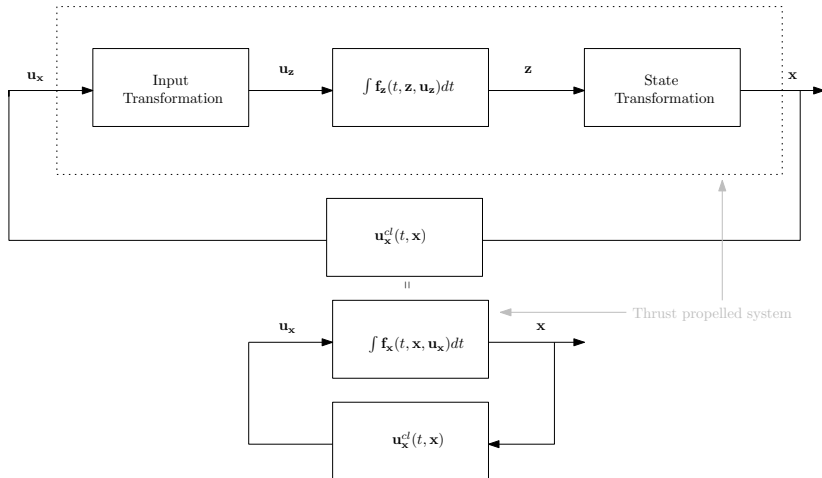 u_x
Input
Transformation
u_z
∫ f_z(t, z, u_z)dt
z
State
Transformation
x
u_x^{cl}(t, x)
=
Thrust propelled system
u_x
∫ f_x(t, x, u_x)dt
x
u_x^{cl}(t, x)